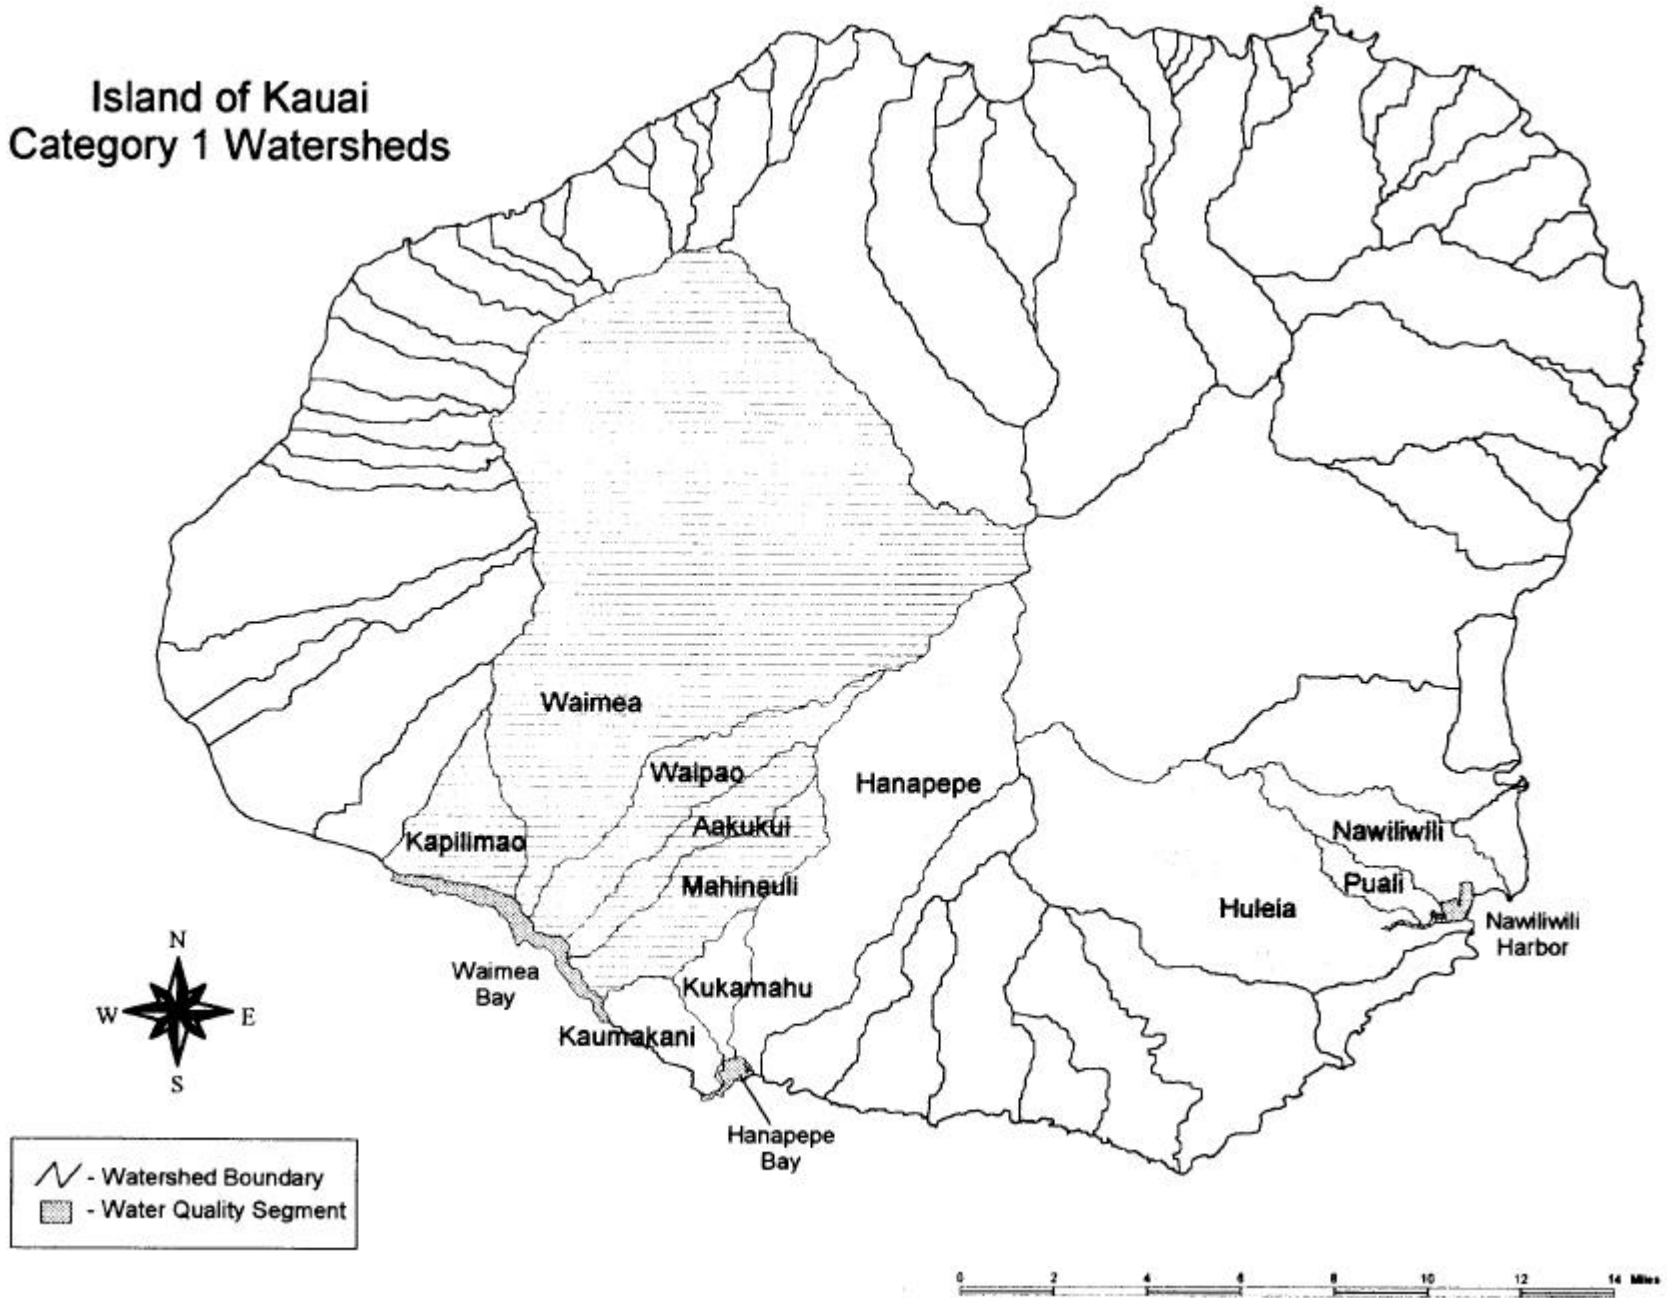 Island of Kauai
Category 1 Watersheds
Waimea
Waipao
Hanapepe
Aakukui
Nawiliwili
Kapilimao
Mahinauli
Puali
Huleia
Nawiliwili
Harbor
Waimea
Bay
Kukamahu
Kaumakani
N
W
E
S
Hanapepe
Bay
- Watershed Boundary
- Water Quality Segment
0 2 4 6 8 10 12 14 Miles